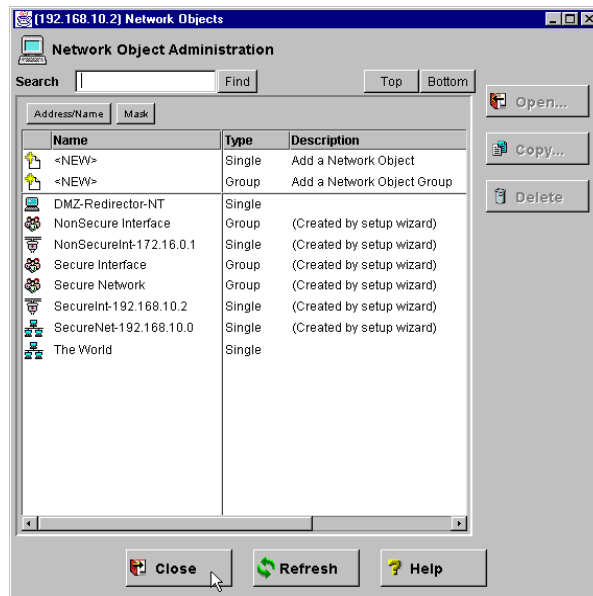 (192.168.10.2) Network Objects
Network Object Administration
Search Find Top Bottom
Address/Name Mask
Name Type Description
<NEW> Single Add a Network Object
<NEW> Group Add a Network Object Group
DMZ-Redirector-NT Single
NonSecure Interface Group (Created by setup wizard)
NonSecureInt-172.16.0.1 Single (Created by setup wizard)
Secure Interface Group (Created by setup wizard)
Secure Network Group (Created by setup wizard)
SecureInt-192.168.10.2 Single (Created by setup wizard)
SecureNet-192.168.10.0 Single (Created by setup wizard)
The World Single
Open...
Copy...
Delete
Close Refresh Help